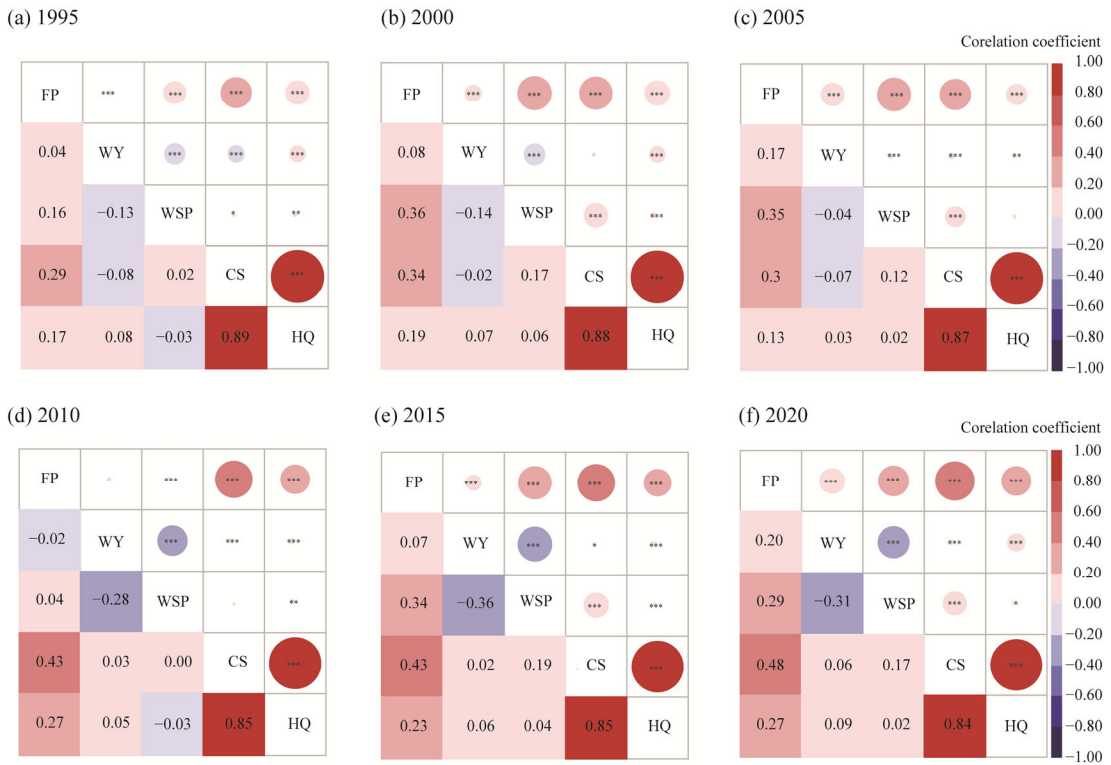 (a) 1995
FP *** *** *** ***
0.04 WY *** *** ***
0.16 −0.13 WSP * **
0.29 −0.08 0.02 CS ***
0.17 0.08 −0.03 0.89 HQ
(b) 2000
FP *** *** *** ***
0.08 WY *** ***
0.36 −0.14 WSP *** ***
0.34 −0.02 0.17 CS ***
0.19 0.07 0.06 0.88 HQ
(c) 2005
Corelation coefficient
FP *** *** *** ***
0.17 WY *** *** **
0.35 −0.04 WSP ***
0.3 −0.07 0.12 CS ***
0.13 0.03 0.02 0.87 HQ
1.00
0.80
0.60
0.40
0.20
0.00
−0.20
−0.40
−0.60
−0.80
−1.00
(d) 2010
FP *** *** ***
−0.02 WY *** *** ***
0.04 −0.28 WSP **
0.43 0.03 0.00 CS ***
0.27 0.05 −0.03 0.85 HQ
(e) 2015
FP *** *** *** ***
0.07 WY *** * ***
0.34 −0.36 WSP *** ***
0.43 0.02 0.19 CS ***
0.23 0.06 0.04 0.85 HQ
(f) 2020
Corelation coefficient
FP *** *** *** ***
0.20 WY *** *** ***
0.29 −0.31 WSP *** *
0.48 0.06 0.17 CS ***
0.27 0.09 0.02 0.84 HQ
1.00
0.80
0.60
0.40
0.20
0.00
−0.20
−0.40
−0.60
−0.80
−1.00